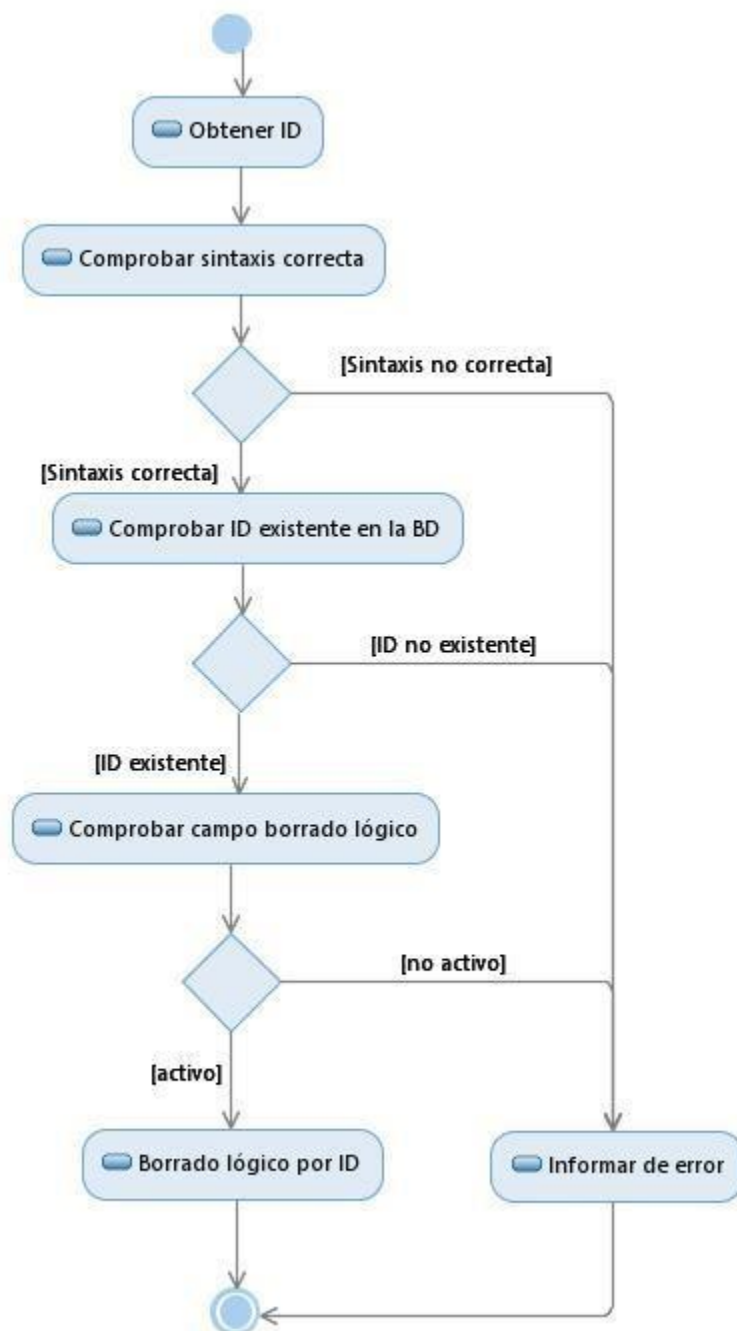 Obtener ID
Comprobar sintaxis correcta
[Sintaxis no correcta]
[Sintaxis correcta]
Comprobar ID existente en la BD
[ID no existente]
[ID existente]
Comprobar campo borrado lógico
[no activo]
[activo]
Borrado lógico por ID
Informar de error